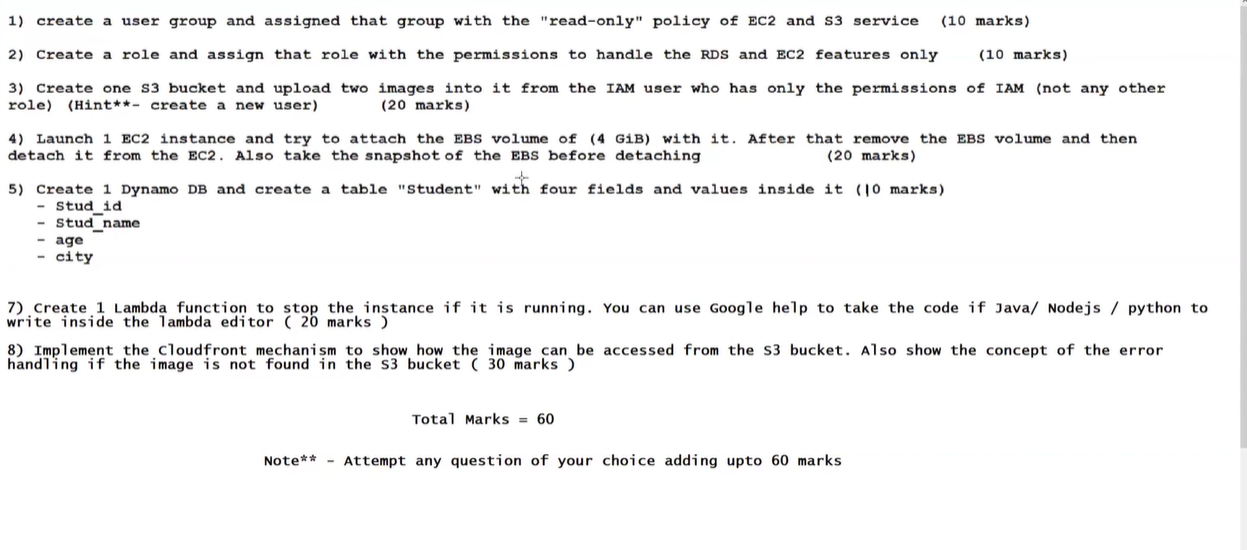 1) create a user group and assigned that group with the "read-only" policy of EC2 and S3 service (10 marks)
2) Create a role and assign that role with the permissions to handle the RDS and EC2 features only (10 marks)
3) Create one S3 bucket and upload two images into it from the IAM user who has only the permissions of IAM (not any other
role) (Hint**- create a new user) (20 marks)
4) Launch 1 EC2 instance and try to attach the EBS volume of (4 GiB) with it. After that remove the EBS volume and then
detach it from the EC2. Also take the snapshot of the EBS before detaching (20 marks)
5) Create 1 Dynamo DB and create a table "Student" with four fields and values inside it (10 marks)
- Stud_id
- Stud_name
- age
- city
7) Create 1 Lambda function to stop the instance if it is running. You can use Google help to take the code if Java/ Nodejs / python to
write inside the lambda editor ( 20 marks )
8) Implement the Cloudfront mechanism to show how the image can be accessed from the S3 bucket. Also show the concept of the error
handling if the image is not found in the S3 bucket ( 30 marks )
Total Marks = 60
Note** - Attempt any question of your choice adding upto 60 marks